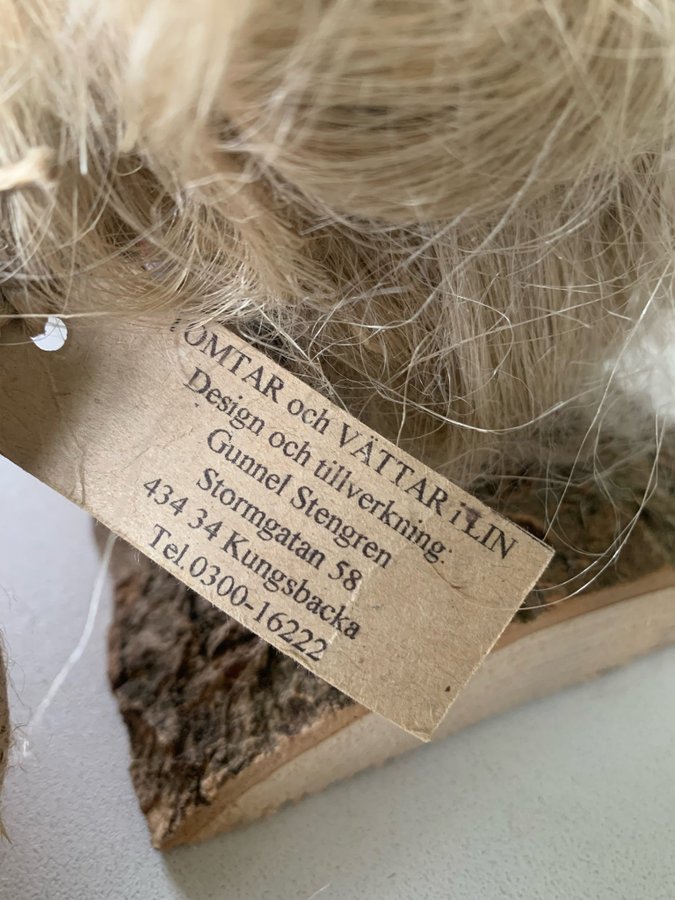 TOMTAR och VÄTTAR i LIN
Design och tillverkning:
Gunnel Stengren
Stormgatan 58
434 34 Kungsbacka
Tel.0300-16222